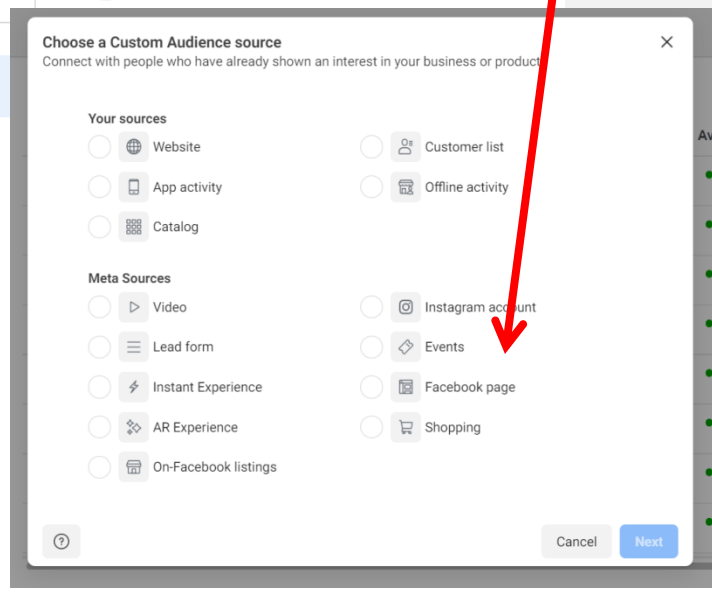 Choose a Custom Audience source
Connect with people who have already shown an interest in your business or product
Your sources
Website
Customer list
App activity
Offline activity
Catalog
Meta Sources
Video
Instagram account
Lead form
Events
Instant Experience
Facebook page
AR Experience
Shopping
On-Facebook listings
Cancel
Next